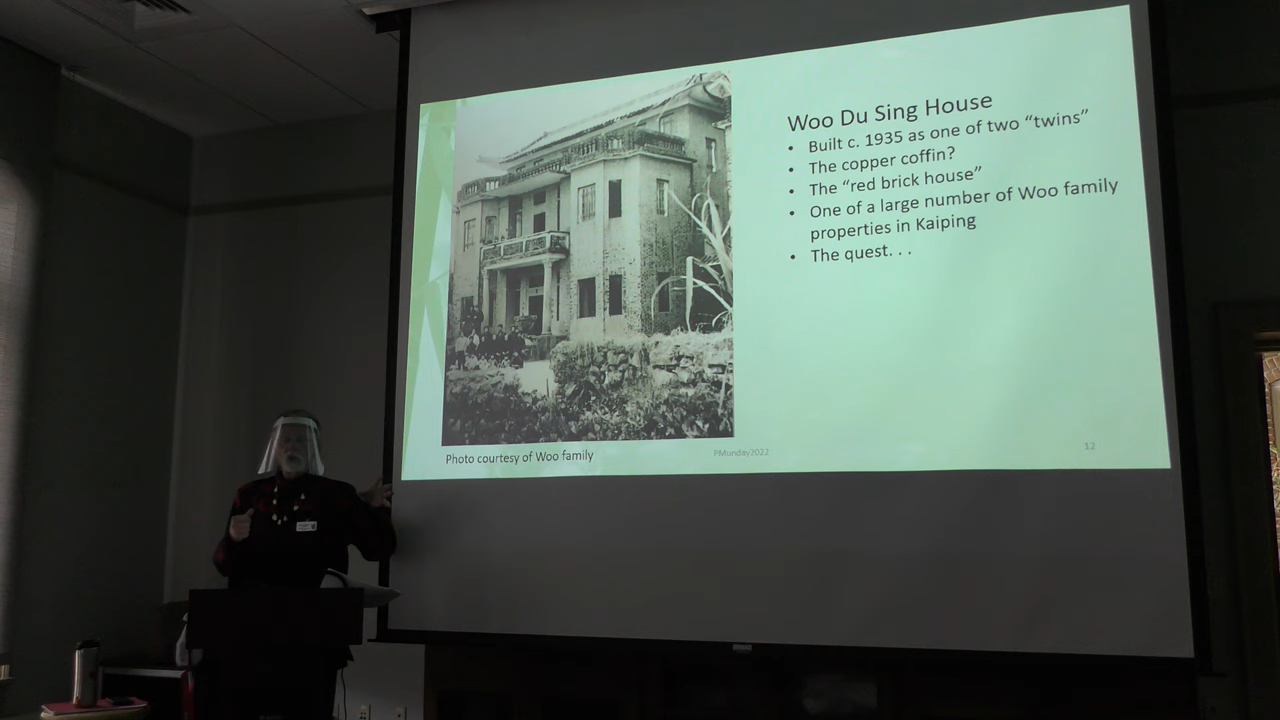 Woo Du Sing House
• Built c. 1935 as one of two “twins”
• The copper coffin?
• The “red brick house”
• One of a large number of Woo family
properties in Kaiping
• The quest. . .
Photo courtesy of Woo family
PMunday2022
12